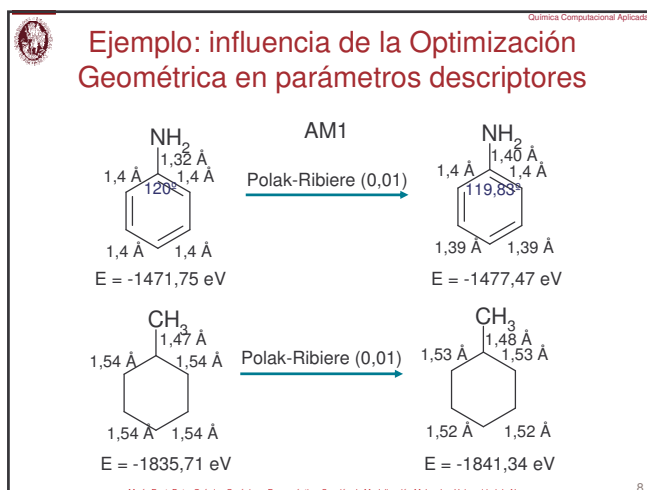 Química Computacional Aplicada
Ejemplo: influencia de la Optimización
Geométrica en parámetros descriptores
AM1
NH2
1,32 Å
1,4 Å 1,4 Å
120º
1,4 Å 1,4 Å
E = -1471,75 eV
Polak-Ribiere (0,01)
NH2
1,40 Å
1,4 Å 1,4 Å
119,83º
1,39 Å 1,39 Å
E = -1477,47 eV
CH3
1,47 Å
1,54 Å 1,54 Å
1,54 Å 1,54 Å
E = -1835,71 eV
Polak-Ribiere (0,01)
CH3
1,48 Å
1,53 Å 1,53 Å
1,52 Å 1,52 Å
E = -1841,34 eV
8